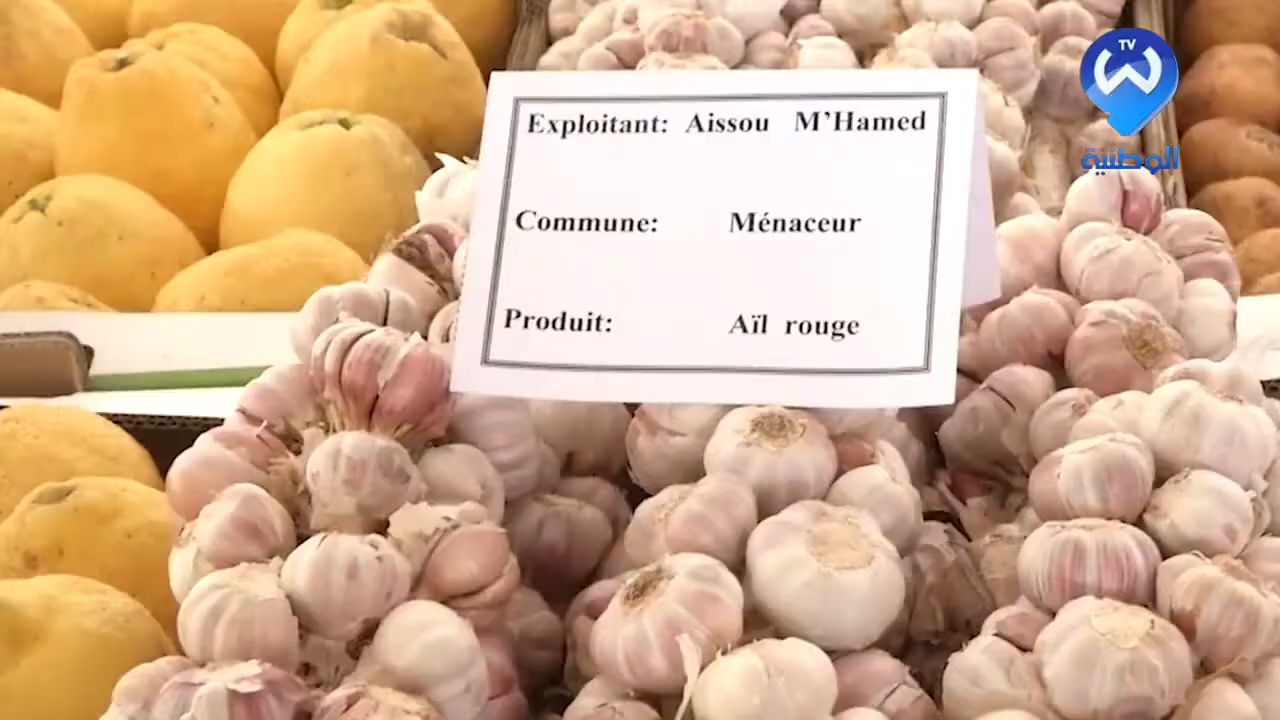 TV
W
الوطنية
Exploitant: Aissou M'Hamed
Commune: Ménaceur
Produit: Aïl rouge